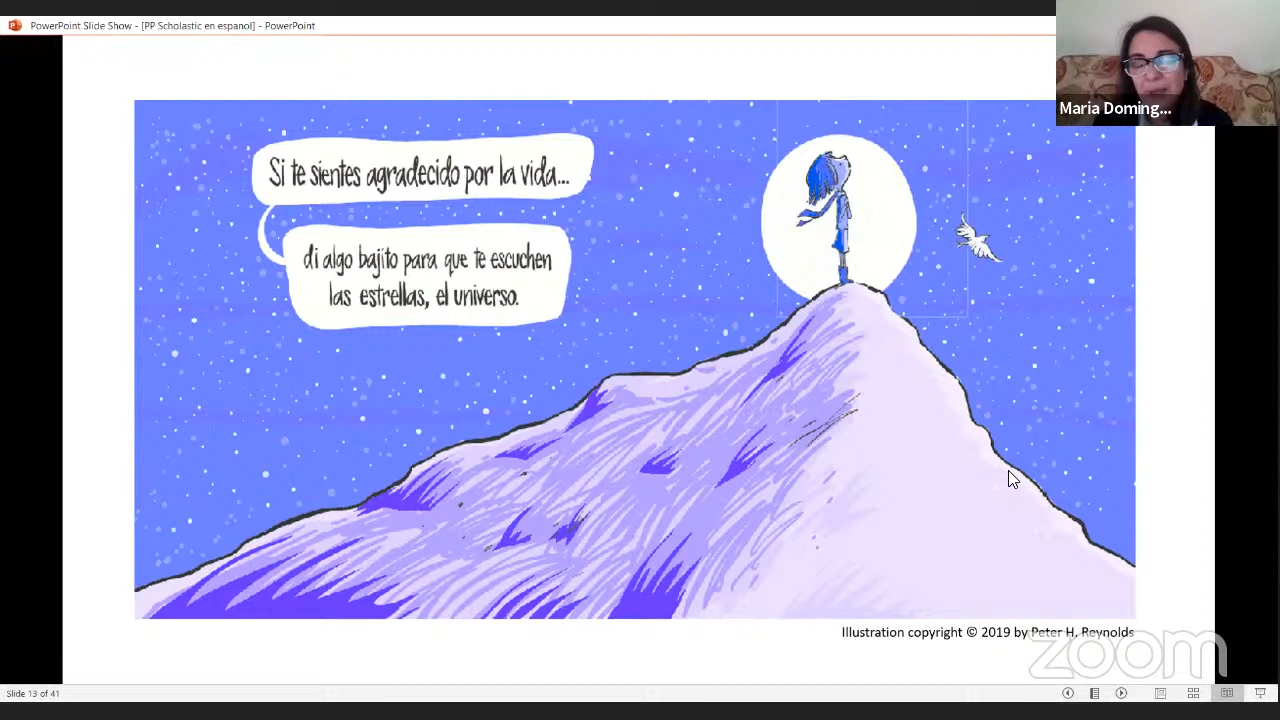 PowerPoint Slide Show - [PP Scholastic en espanol] - PowerPoint
Maria Doming...
Si te sientes agradecido por la vida...
di algo bajito para que te escuchen
las estrellas, el universo.
Illustration copyright © 2019 by Peter H. Reynolds
zoom
Slide 13 of 41